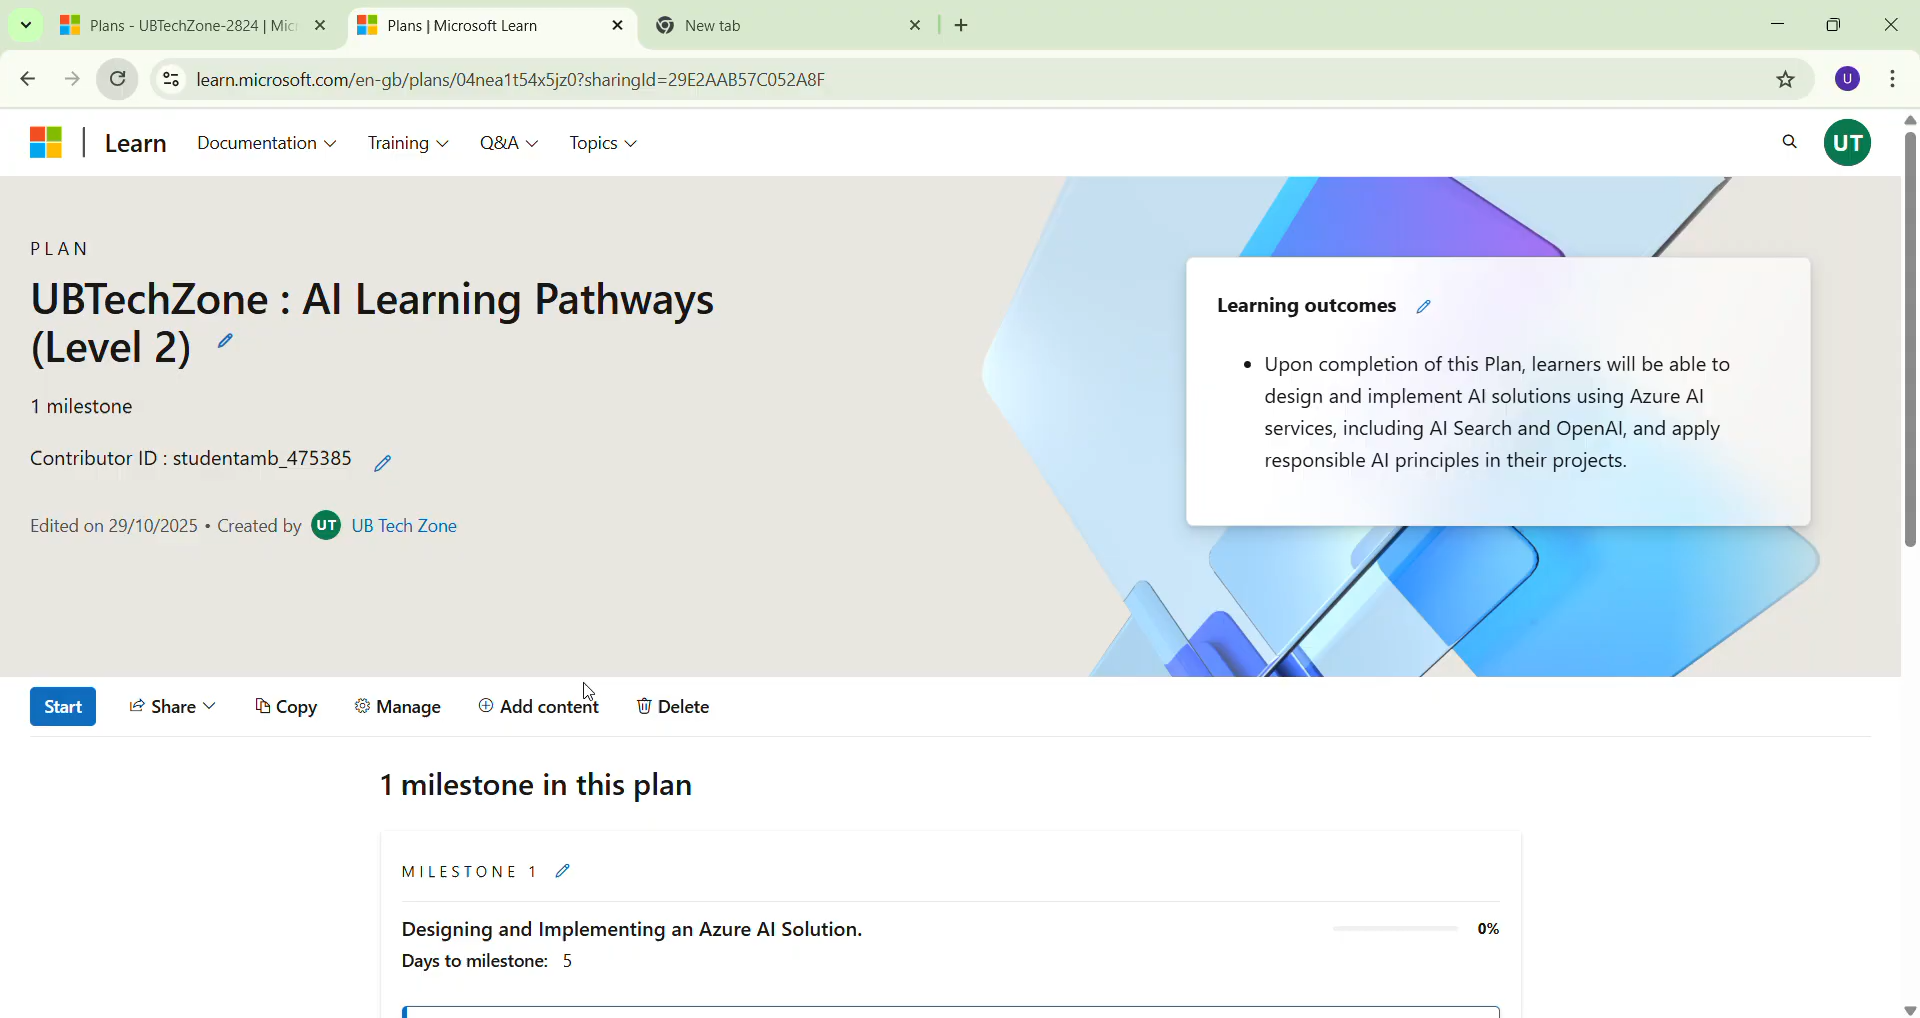 Plans - UBTechZone-2824 | Mic
Plans | Microsoft Learn
New tab
learn.microsoft.com/en-gb/plans/04nea1t54x5jz0?sharingId=29E2AAB57C052A8F
U
Learn
Documentation
Training
Q&A
Topics
UT
PLAN
UBTechZone : AI Learning Pathways
(Level 2)
1 milestone
Contributor ID : studentamb_475385
Edited on 29/10/2025 • Created by UT UB Tech Zone
Learning outcomes
• Upon completion of this Plan, learners will be able to
design and implement AI solutions using Azure AI
services, including AI Search and OpenAI, and apply
responsible AI principles in their projects.
Start
Share
Copy
Manage
Add content
Delete
1 milestone in this plan
MILESTONE 1
Designing and Implementing an Azure AI Solution.
0%
Days to milestone: 5